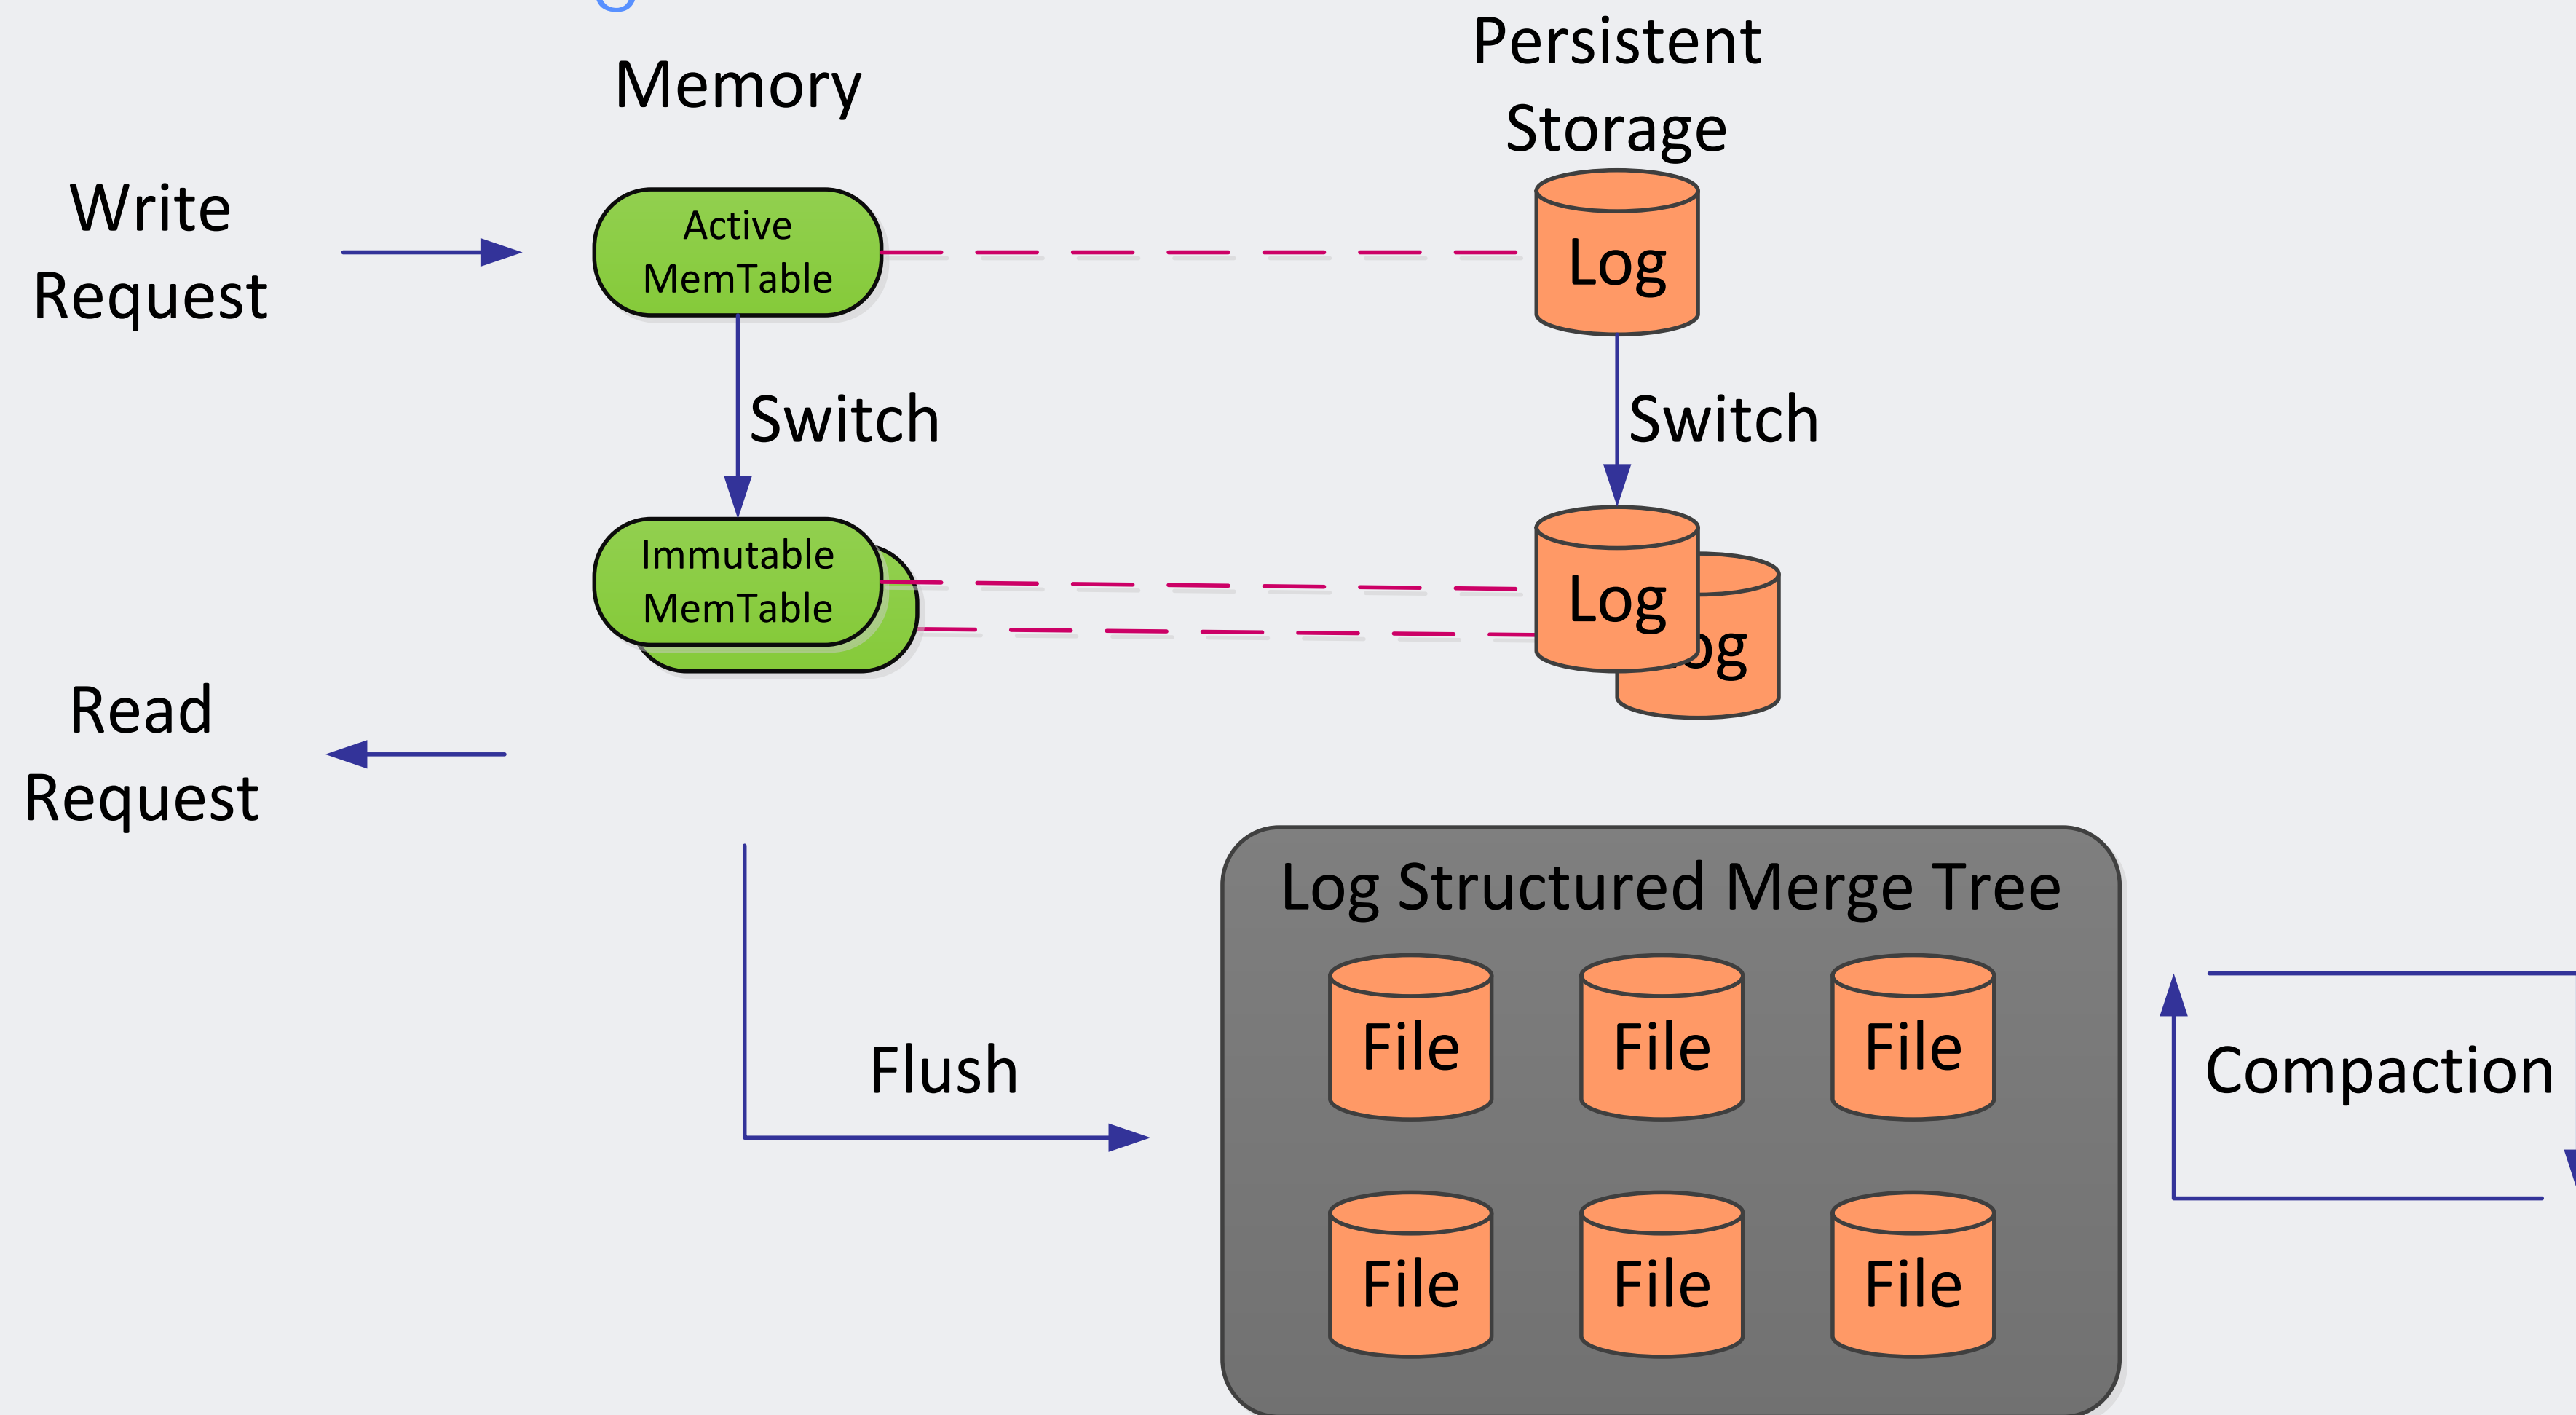 Memory
Persistent
Storage
Write
Request
Active
MemTable
Log
Switch
Switch
Immutable
MemTable
Log
Read
Request
Log Structured Merge Tree
File
File
File
Flush
Compaction
File
File
File